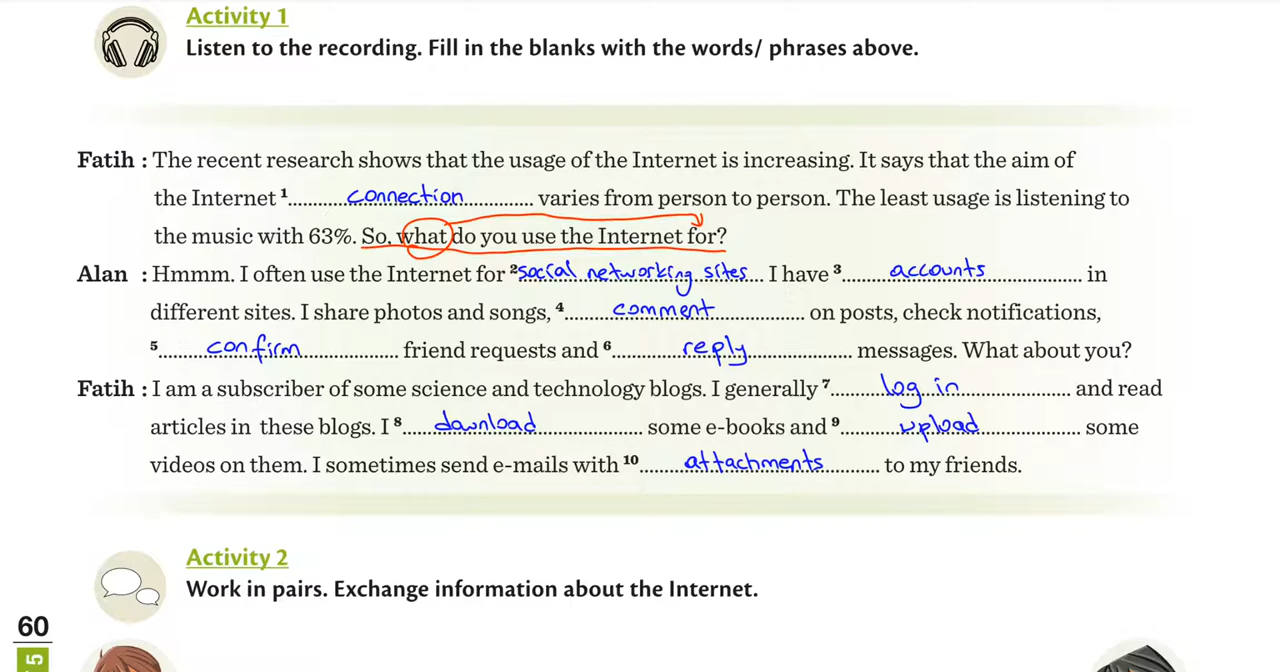 Activity 1
Listen to the recording. Fill in the blanks with the words/ phrases above.
Fatih : The recent research shows that the usage of the Internet is increasing. It says that the aim of
the Internet 1 connection varies from person to person. The least usage is listening to
the music with 63%. So, what do you use the Internet for?
Alan : Hmmm. I often use the Internet for 2 social networking sites I have 3 accounts in
different sites. I share photos and songs, 4 comment on posts, check notifications,
5 confirm friend requests and 6 reply messages. What about you?
Fatih : I am a subscriber of some science and technology blogs. I generally 7 log in and read
articles in these blogs. I 8 download some e-books and 9 upload some
videos on them. I sometimes send e-mails with 10 attachments to my friends.
Activity 2
Work in pairs. Exchange information about the Internet.
60
5